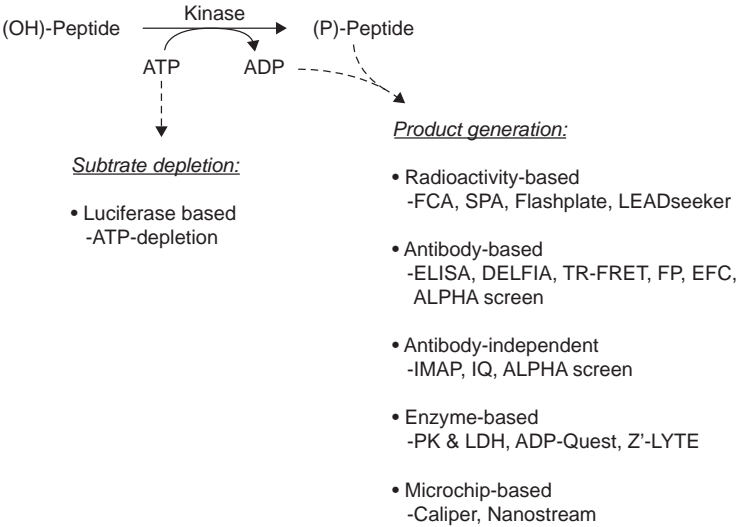 Kinase
(OH)-Peptide
(P)-Peptide
ATP
ADP
Subtrate depletion:
• Luciferase based
-ATP-depletion
Product generation:
• Radioactivity-based
-FCA, SPA, Flashplate, LEADseeker
• Antibody-based
-ELISA, DELFIA, TR-FRET, FP, EFC,
ALPHA screen
• Antibody-independent
-IMAP, IQ, ALPHA screen
• Enzyme-based
-PK & LDH, ADP-Quest, Z'-LYTE
• Microchip-based
-Caliper, Nanostream